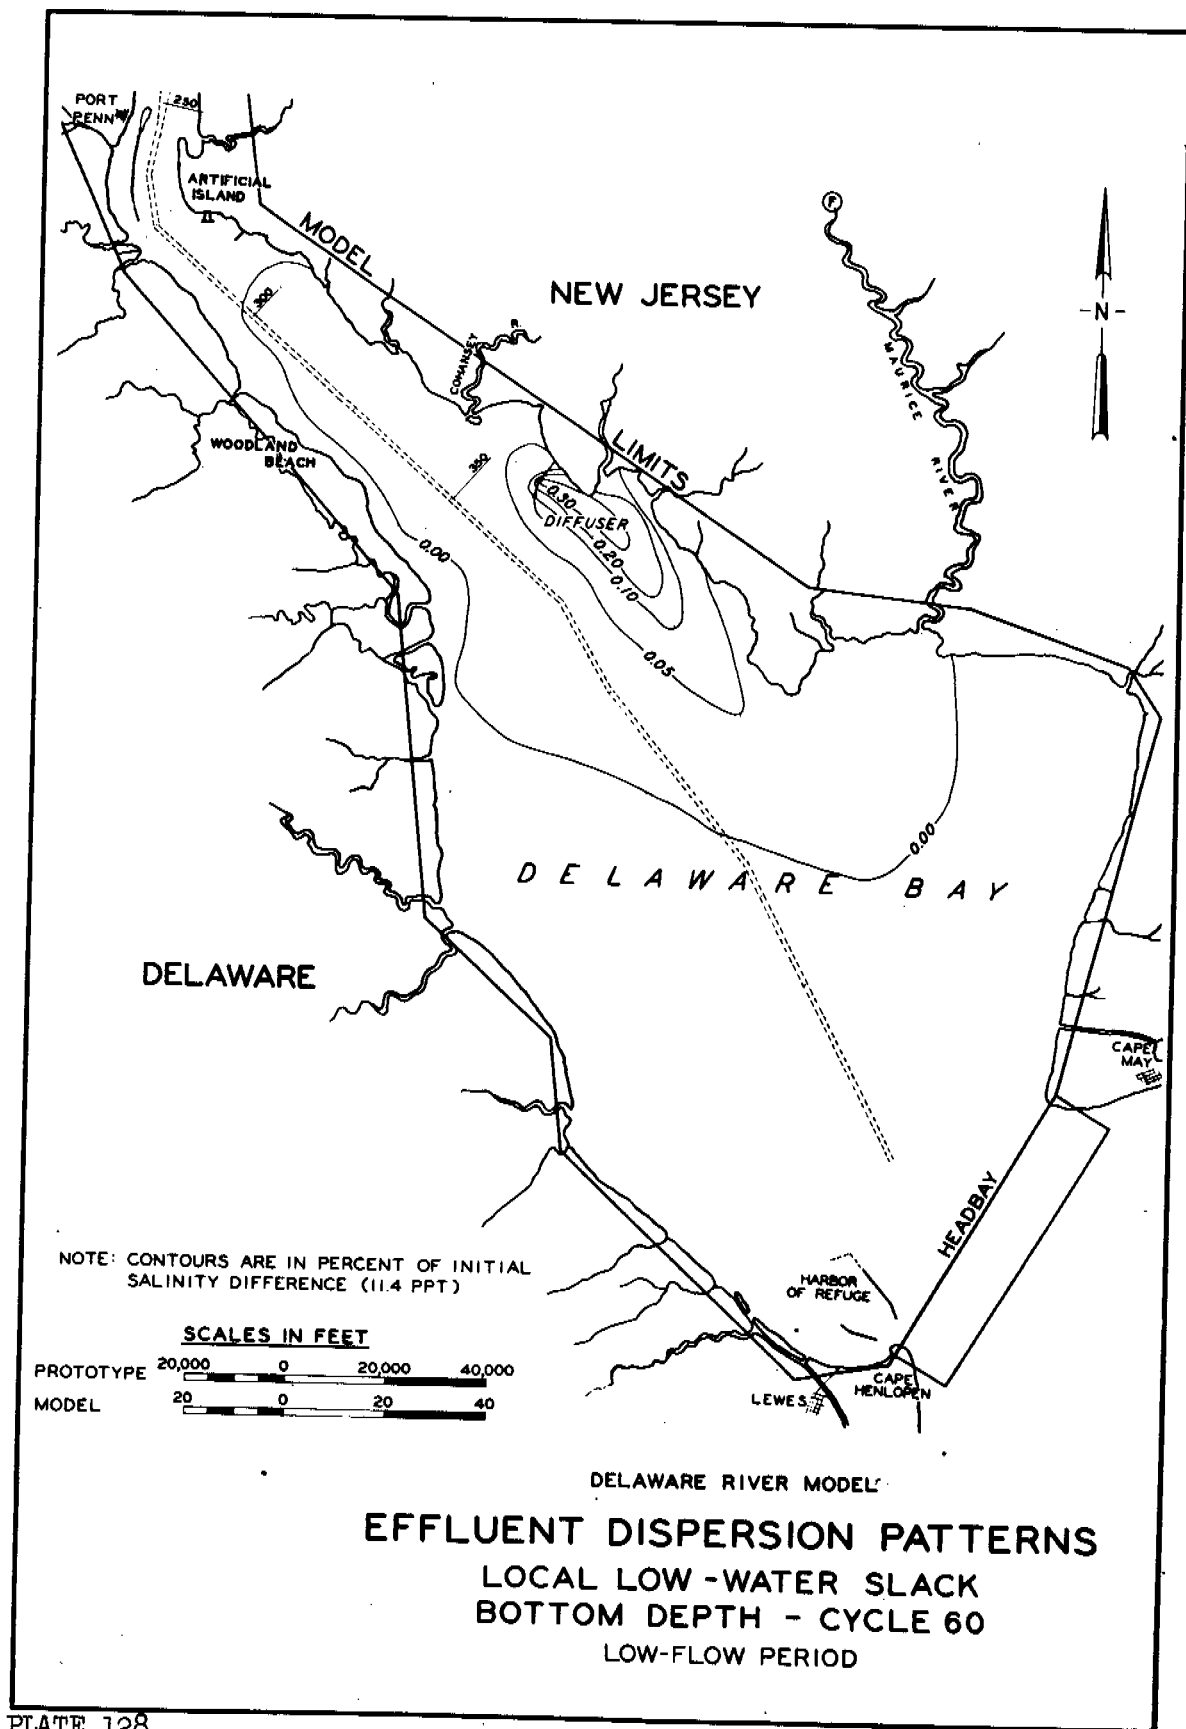 PORT
PENN
250
ARTIFICIAL
ISLAND
MODEL
F
NEW JERSEY
N
300
COHANSEY
R.
MAURICE
RIVER
WOODLAND
BEACH
LIMITS
350
0.30
DIFFUSER
0.20
0.10
0.00
0.05
0.00
DELAWARE BAY
DELAWARE
CAPE
MAY
HEADBAY
NOTE: CONTOURS ARE IN PERCENT OF INITIAL
SALINITY DIFFERENCE (11.4 PPT)
HARBOR
OF REFUGE
SCALES IN FEET
PROTOTYPE 20,000 0 20,000 40,000
MODEL 20 0 20 40
CAPE
HENLOPEN
LEWES
DELAWARE RIVER MODEL
EFFLUENT DISPERSION PATTERNS
LOCAL LOW-WATER SLACK
BOTTOM DEPTH - CYCLE 60
LOW-FLOW PERIOD
PLATE 128